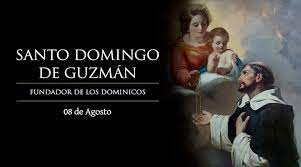 SANTO DOMINGO
DE GUZMÁN
FUNDADOR DE LOS DOMINICOS
08 de Agosto